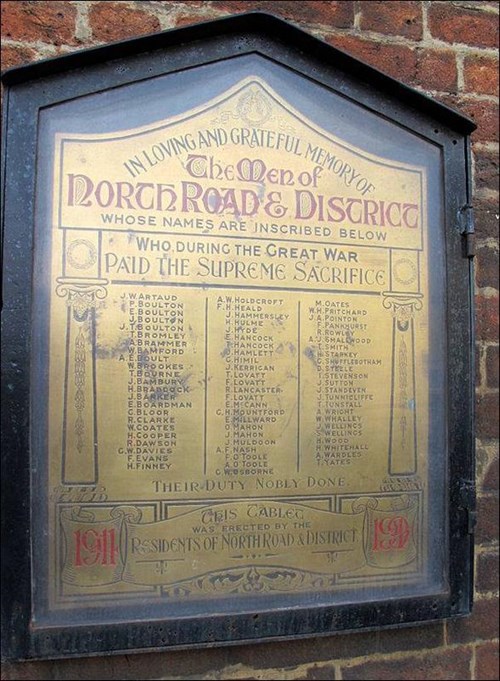 IN LOVING AND GRATEFUL MEMORY OF
The Men of
NORTH ROAD & DISTRICT
WHOSE NAMES ARE INSCRIBED BELOW
WHO DURING THE GREAT WAR
PAID THE SUPREME SACRIFICE
J. W. ARTAUD
P. BOULTON
E. BOULTON
J. BOULTON
J. T. BOULTON
T. BROMLEY
A. BRAMMER
W. BAMFORD
A. E. BOULT
W. BROOKES
T. BOURNE
J. BAMBURY
H. BRADDOCK
J. BARKER
E. BOARDMAN
G. BLOOR
R. CLARKE
W. COATES
H. COOPER
R. DAWSON
G. W. DAVIES
F. EVANS
H. FINNEY
A. W. HOLDCROFT
F. H. HEALD
J. HAMMERSLEY
H. HULME
J. HYDE
E. HANCOCK
T. HANCOCK
J. HAMLETT
G. HIMIL
J. KERRIGAN
T. LOVATT
F. LOVATT
R. LANCASTER
F. LOVATT
E. McCANN
C. H. MOUNTFORD
E. MILLWARD
O. MAHON
J. MAHON
J. MULDOON
A. F. NASH
F. O'TOOLE
A. O'TOOLE
G. W. OSBORNE
M. OATES
W. H. PRITCHARD
J. A. POINTON
F. PANKHURST
R. ROWLEY
A. J. SMALLWOOD
T. SMITH
H. STARKEY
G. SHUFFLEBOTHAM
D. STEELE
T. STEVENSON
J. SUTTON
J. STANDEVEN
J. TUNNICLIFFE
F. TUNSTALL
A. WRIGHT
W. WHALLEY
J. WELLINGS
S. WELLINGS
H. WOOD
H. WHITEHALL
A. WARDLES
T. YATES
THEIR DUTY NOBLY DONE.
THIS TABLET
WAS ERECTED BY THE
RESIDENTS OF NORTH ROAD & DISTRICT
1914